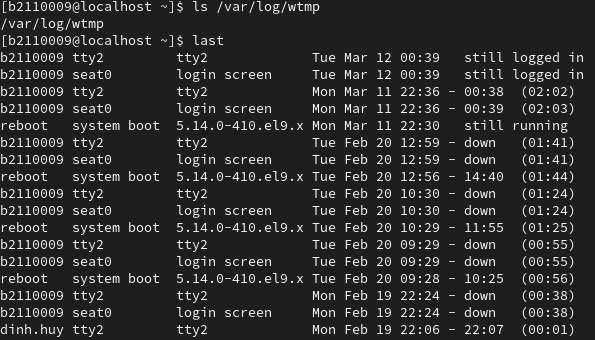 [b2110009@localhost ~]$ ls /var/log/wtmp
/var/log/wtmp
[b2110009@localhost ~]$ last
b2110009 tty2         tty2             Tue Mar 12 00:39   still logged in
b2110009 seat0        login screen     Tue Mar 12 00:39   still logged in
b2110009 tty2         tty2             Mon Mar 11 22:36 - 00:38  (02:02)
b2110009 seat0        login screen     Mon Mar 11 22:36 - 00:39  (02:03)
reboot   system boot  5.14.0-410.el9.x Mon Mar 11 22:30   still running
b2110009 tty2         tty2             Tue Feb 20 12:59 - down   (01:41)
b2110009 seat0        login screen     Tue Feb 20 12:59 - down   (01:41)
reboot   system boot  5.14.0-410.el9.x Tue Feb 20 12:56 - 14:40  (01:44)
b2110009 tty2         tty2             Tue Feb 20 10:30 - down   (01:24)
b2110009 seat0        login screen     Tue Feb 20 10:30 - down   (01:24)
reboot   system boot  5.14.0-410.el9.x Tue Feb 20 10:29 - 11:55  (01:25)
b2110009 tty2         tty2             Tue Feb 20 09:29 - down   (00:55)
b2110009 seat0        login screen     Tue Feb 20 09:29 - down   (00:55)
reboot   system boot  5.14.0-410.el9.x Tue Feb 20 09:28 - 10:25  (00:56)
b2110009 tty2         tty2             Mon Feb 19 22:24 - down   (00:38)
b2110009 seat0        login screen     Mon Feb 19 22:24 - down   (00:38)
dinh.huy tty2         tty2             Mon Feb 19 22:06 - 22:07  (00:01)